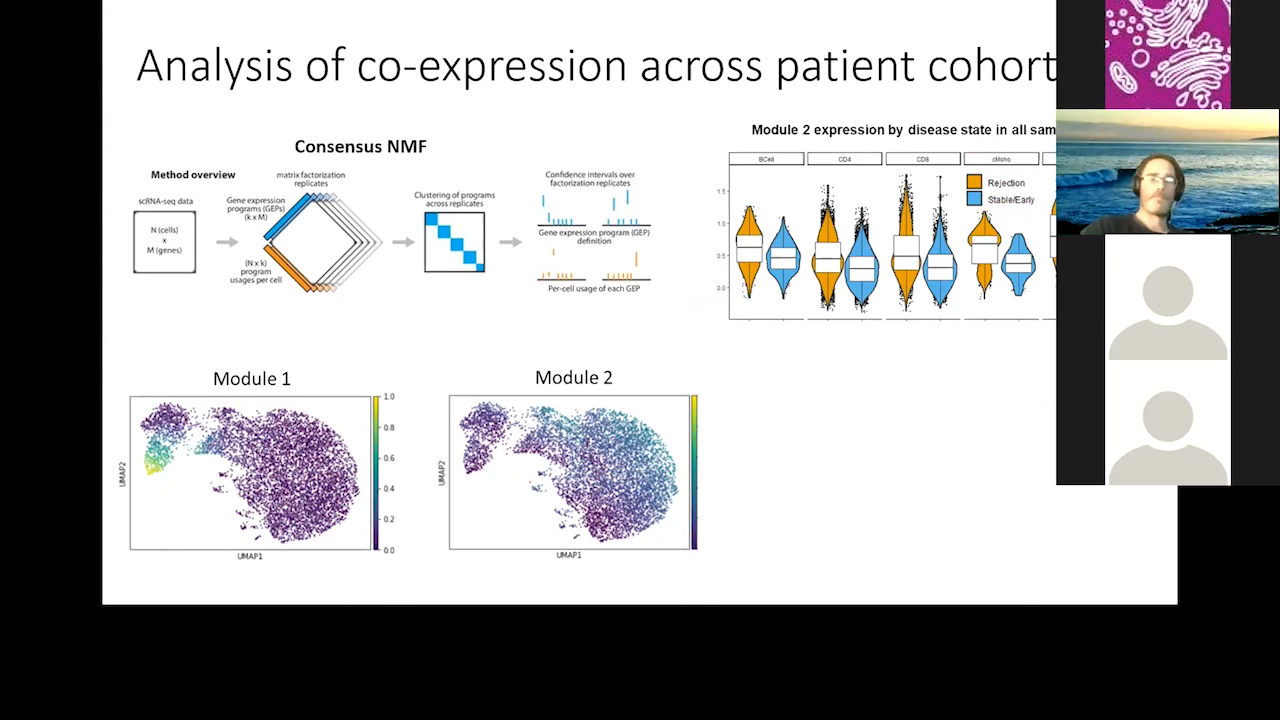 Analysis of co-expression across patient cohort
Consensus NMF
Method overview
scRNA-seq data
N (cells)
x
M (genes)
matrix factorization
replicates
Gene expression
programs (GEPs)
(k x M)
(N x k)
program
usages per cell
Clustering of programs
across replicates
Confidence intervals over
factorization replicates
Gene expression program (GEP)
definition
Per-cell usage of each GEP
Module 2 expression by disease state in all sam
BCell
CD4
CD8
cMono
1.5
1.0
0.5
0.0
Rejection
Stable/Early
Module 1
UMAP2
UMAP1
1.0
0.8
0.6
0.4
0.2
0.0
Module 2
UMAP2
UMAP1